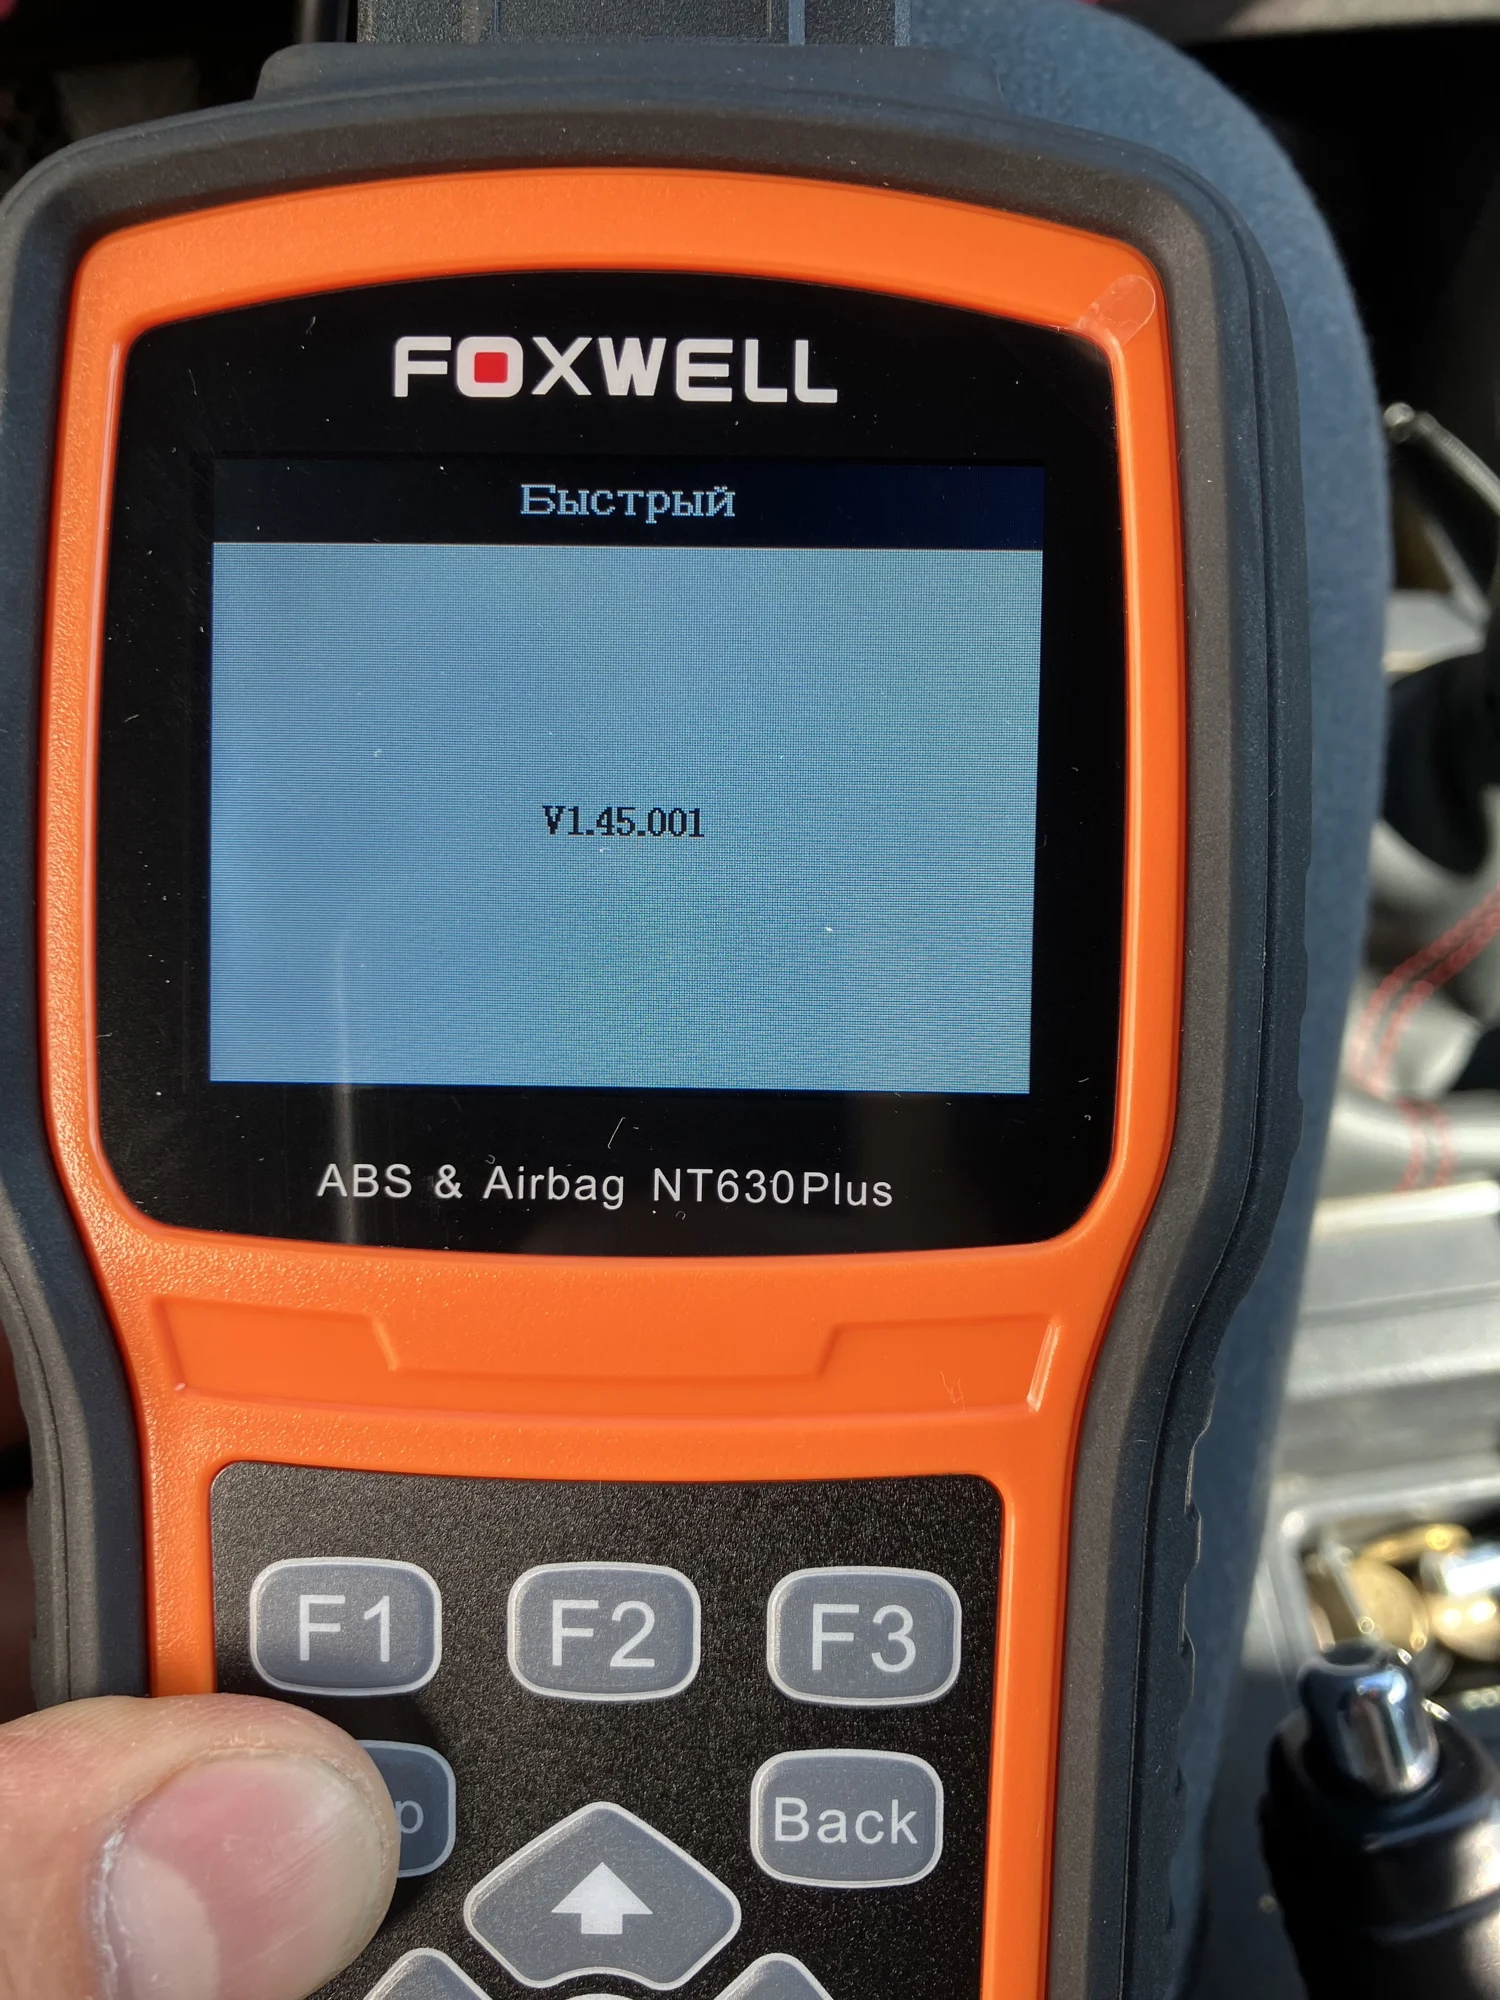 FOXWELL
Быстрый
V1.45.001
ABS & Airbag NT630Plus
F1 F2 F3
Back